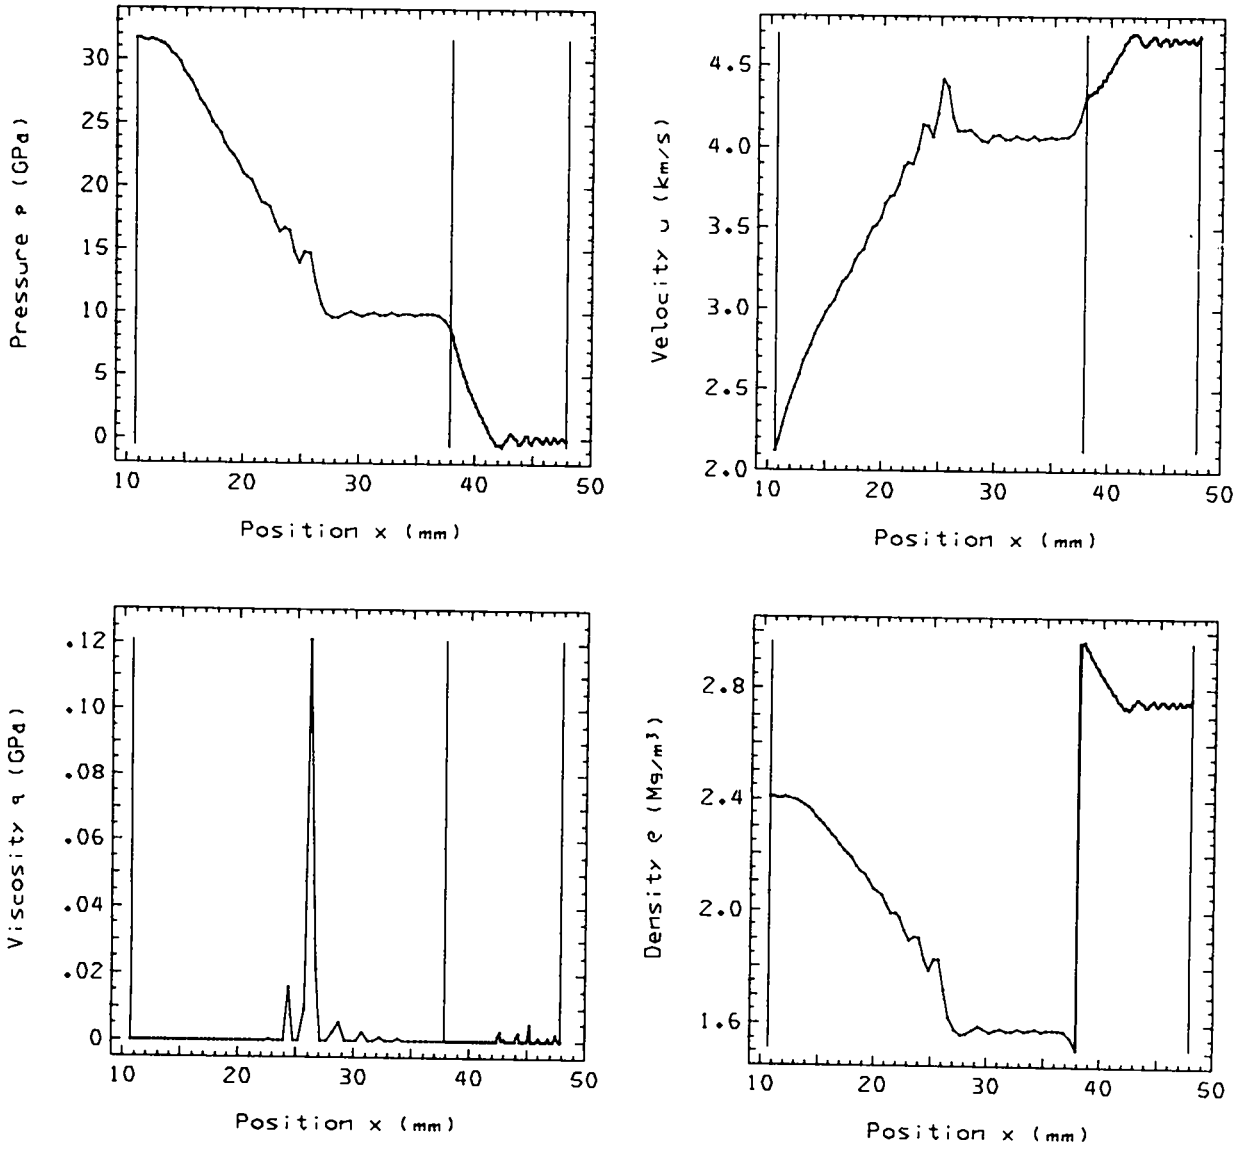 Pressure p (GPa)
30
25
20
15
10
5
0
10 20 30 40 50
Position x (mm)
Velocity u (km/s)
4.5
4.0
3.5
3.0
2.5
2.0
10 20 30 40 50
Position x (mm)
Viscosity q (GPa)
.12
.10
.08
.06
.04
.02
0
10 20 30 40 50
Position x (mm)
Density ρ (Mg/m³)
2.8
2.4
2.0
1.6
10 20 30 40 50
Position x (mm)